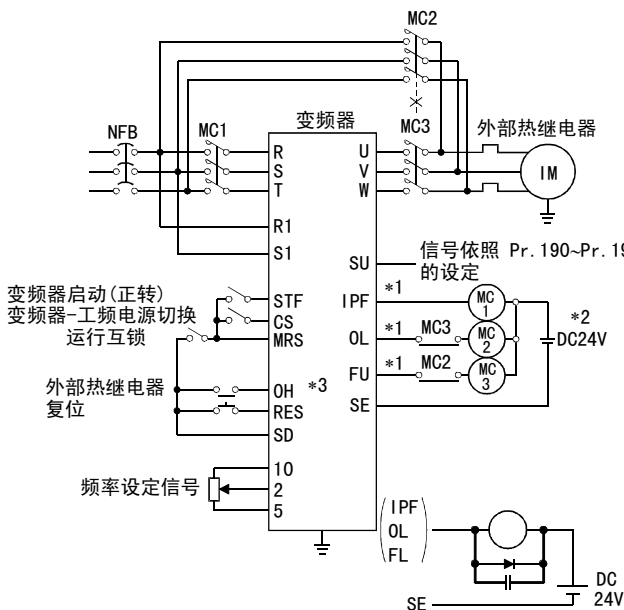 MC2
NFB
MC1
变频器
MC3
外部热继电器
R
S
T
U
V
W
IM
R1
S1
SU
信号依照 Pr.190~Pr.19
的设定
变频器启动(正转)
变频器-工频电源切换
运行互锁
STF
CS
MRS
IPF
*1
MC
1
OL
*1
MC3
MC
2
*2
DC24V
FU
*1
MC2
MC
3
SE
外部热继电器
复位
OH
*3
RES
SD
频率设定信号
10
2
5
IPF
OL
FL
SE
DC
24V